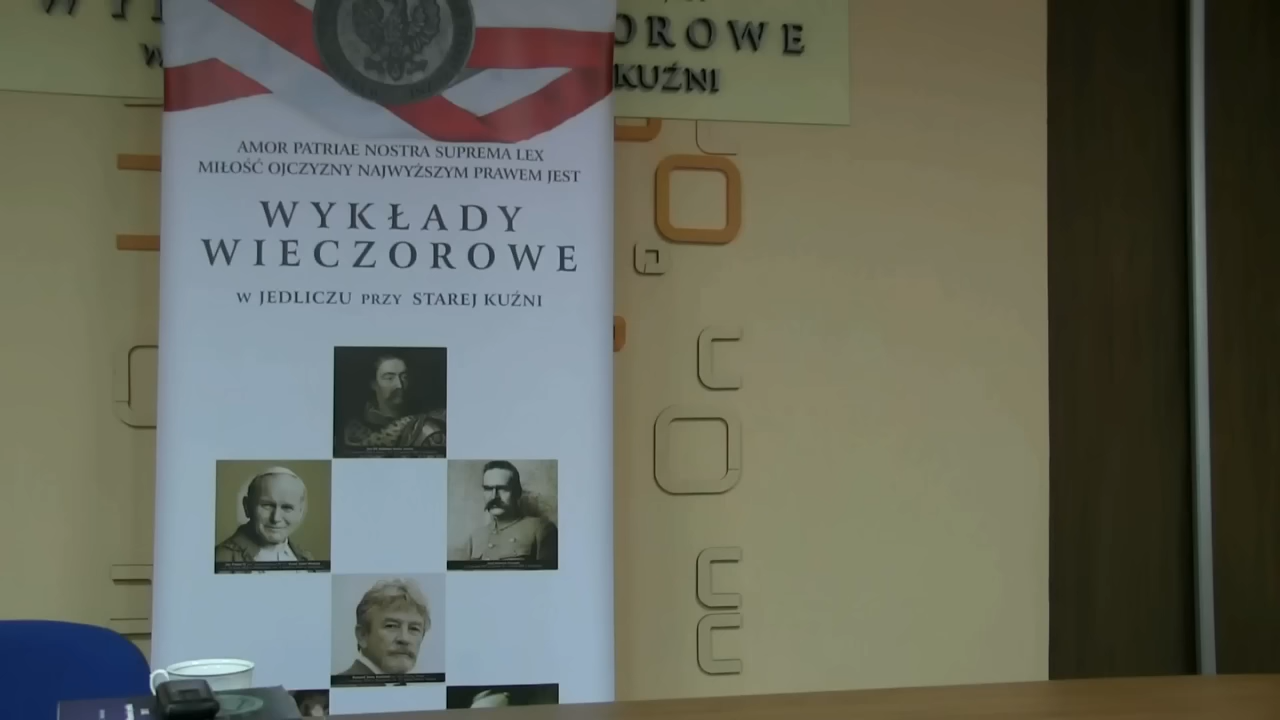 OROWE
KUŹNI
AMOR PATRIAE NOSTRA SUPREMA LEX
MIŁOŚĆ OJCZYZNY NAJWYŻSZYM PRAWEM JEST
WYKŁADY
WIECZOROWE
W JEDLICZU PRZY STAREJ KUŹNI